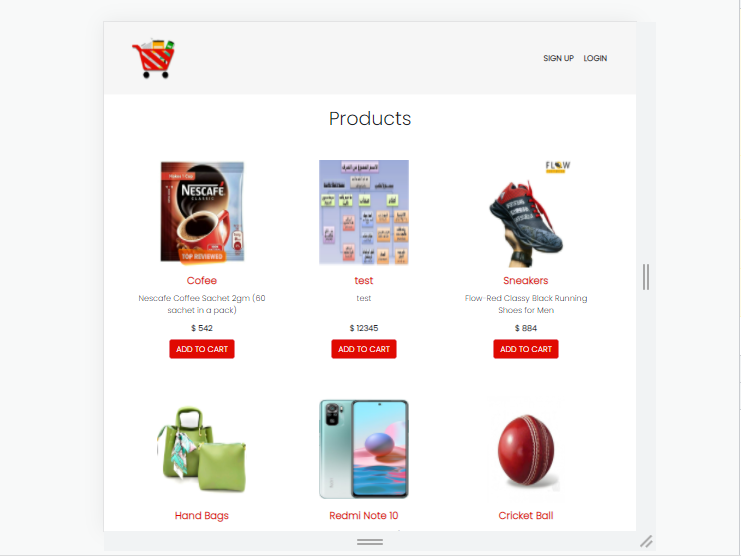 SIGN UP LOGIN
Products
NESCAFÉ
CLASSIC
TOP REVIEWED
FLOW
Cofee
test
Sneakers
Nescafe Coffee Sachet 2gm (60
sachet in a pack)
test
Flow-Red Classy Black Running
Shoes for Men
$ 542
$ 12345
$ 884
ADD TO CART
ADD TO CART
ADD TO CART
Hand Bags
Redmi Note 10
Cricket Ball